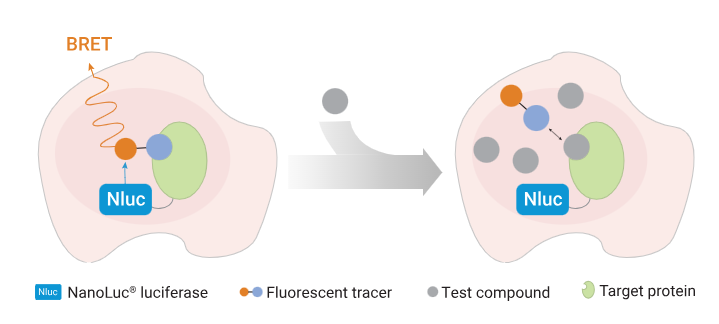 BRET
Nluc
Nluc
Nluc NanoLuc® luciferase Fluorescent tracer Test compound Target protein